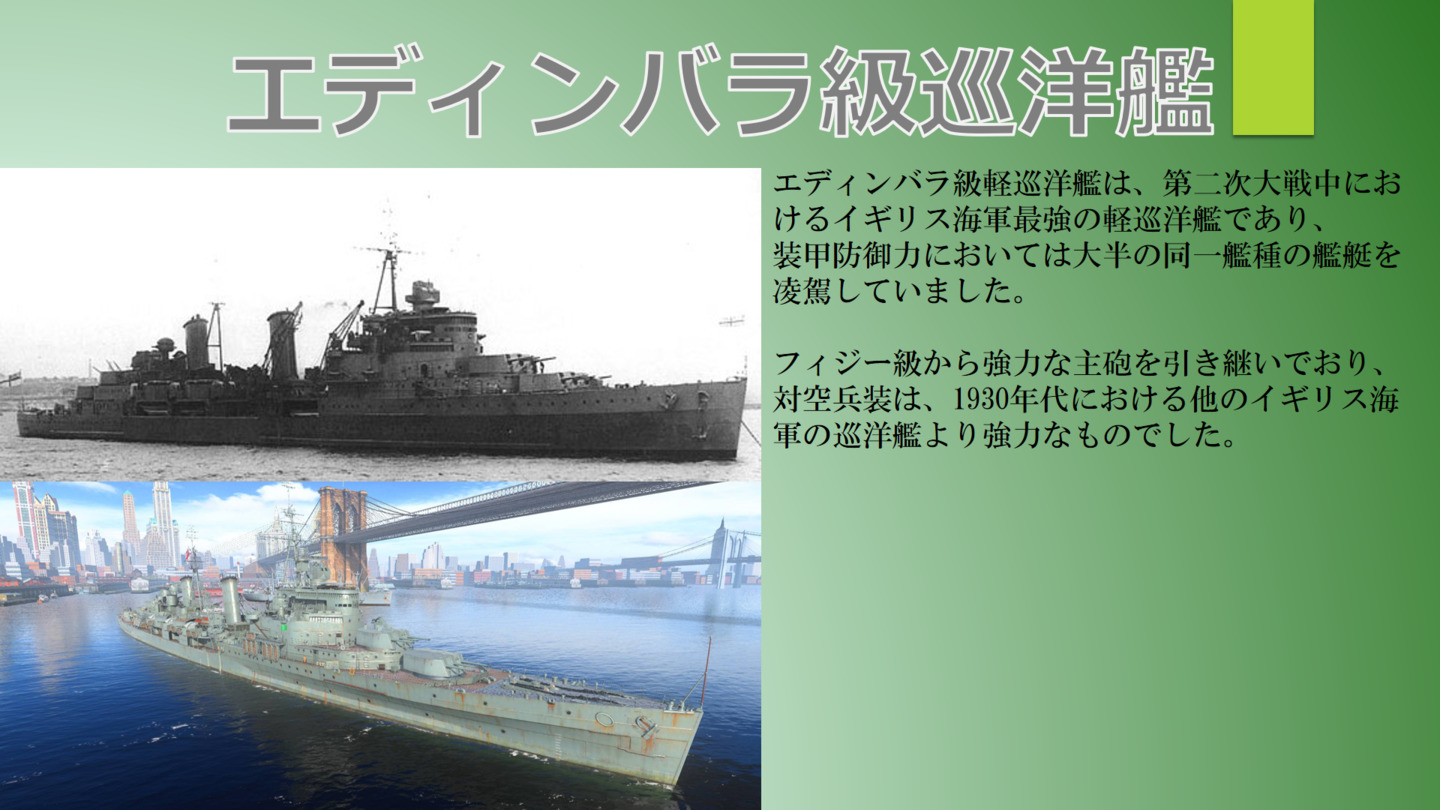 エディンバラ級巡洋艦
エディンバラ級軽巡洋艦は、第二次大戦中にお
けるイギリス海軍最強の軽巡洋艦であり、
装甲防御力においては大半の同一艦種の艦艇を
凌駕していました。
フィジー級から強力な主砲を引き継いでおり、
対空兵装は、1930年代における他のイギリス海
軍の巡洋艦より強力なものでした。